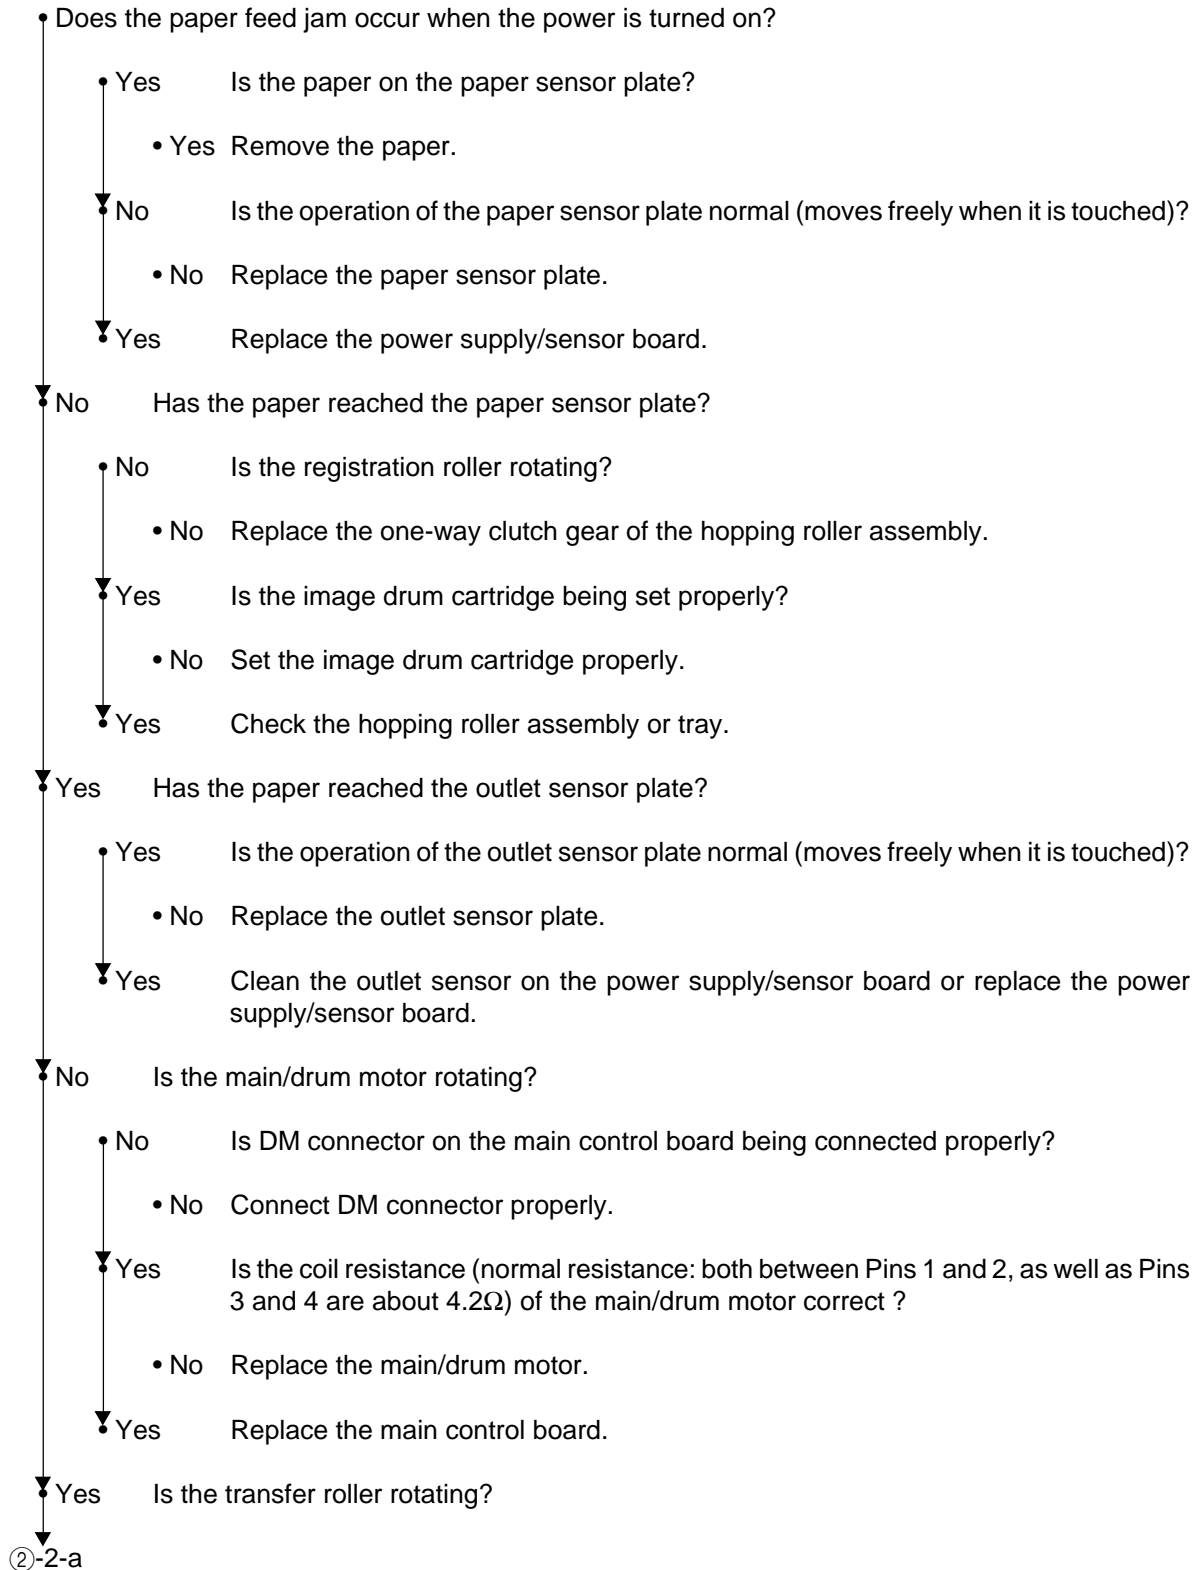 • Does the paper feed jam occur when the power is turned on?
• Yes Is the paper on the paper sensor plate?
• Yes Remove the paper.
• No Is the operation of the paper sensor plate normal (moves freely when it is touched)?
• No Replace the paper sensor plate.
• Yes Replace the power supply/sensor board.
• No Has the paper reached the paper sensor plate?
• No Is the registration roller rotating?
• No Replace the one-way clutch gear of the hopping roller assembly.
• Yes Is the image drum cartridge being set properly?
• No Set the image drum cartridge properly.
• Yes Check the hopping roller assembly or tray.
• Yes Has the paper reached the outlet sensor plate?
• Yes Is the operation of the outlet sensor plate normal (moves freely when it is touched)?
• No Replace the outlet sensor plate.
• Yes Clean the outlet sensor on the power supply/sensor board or replace the power
supply/sensor board.
• No Is the main/drum motor rotating?
• No Is DM connector on the main control board being connected properly?
• No Connect DM connector properly.
• Yes Is the coil resistance (normal resistance: both between Pins 1 and 2, as well as Pins
3 and 4 are about 4.2Ω) of the main/drum motor correct ?
• No Replace the main/drum motor.
• Yes Replace the main control board.
• Yes Is the transfer roller rotating?
②-2-a